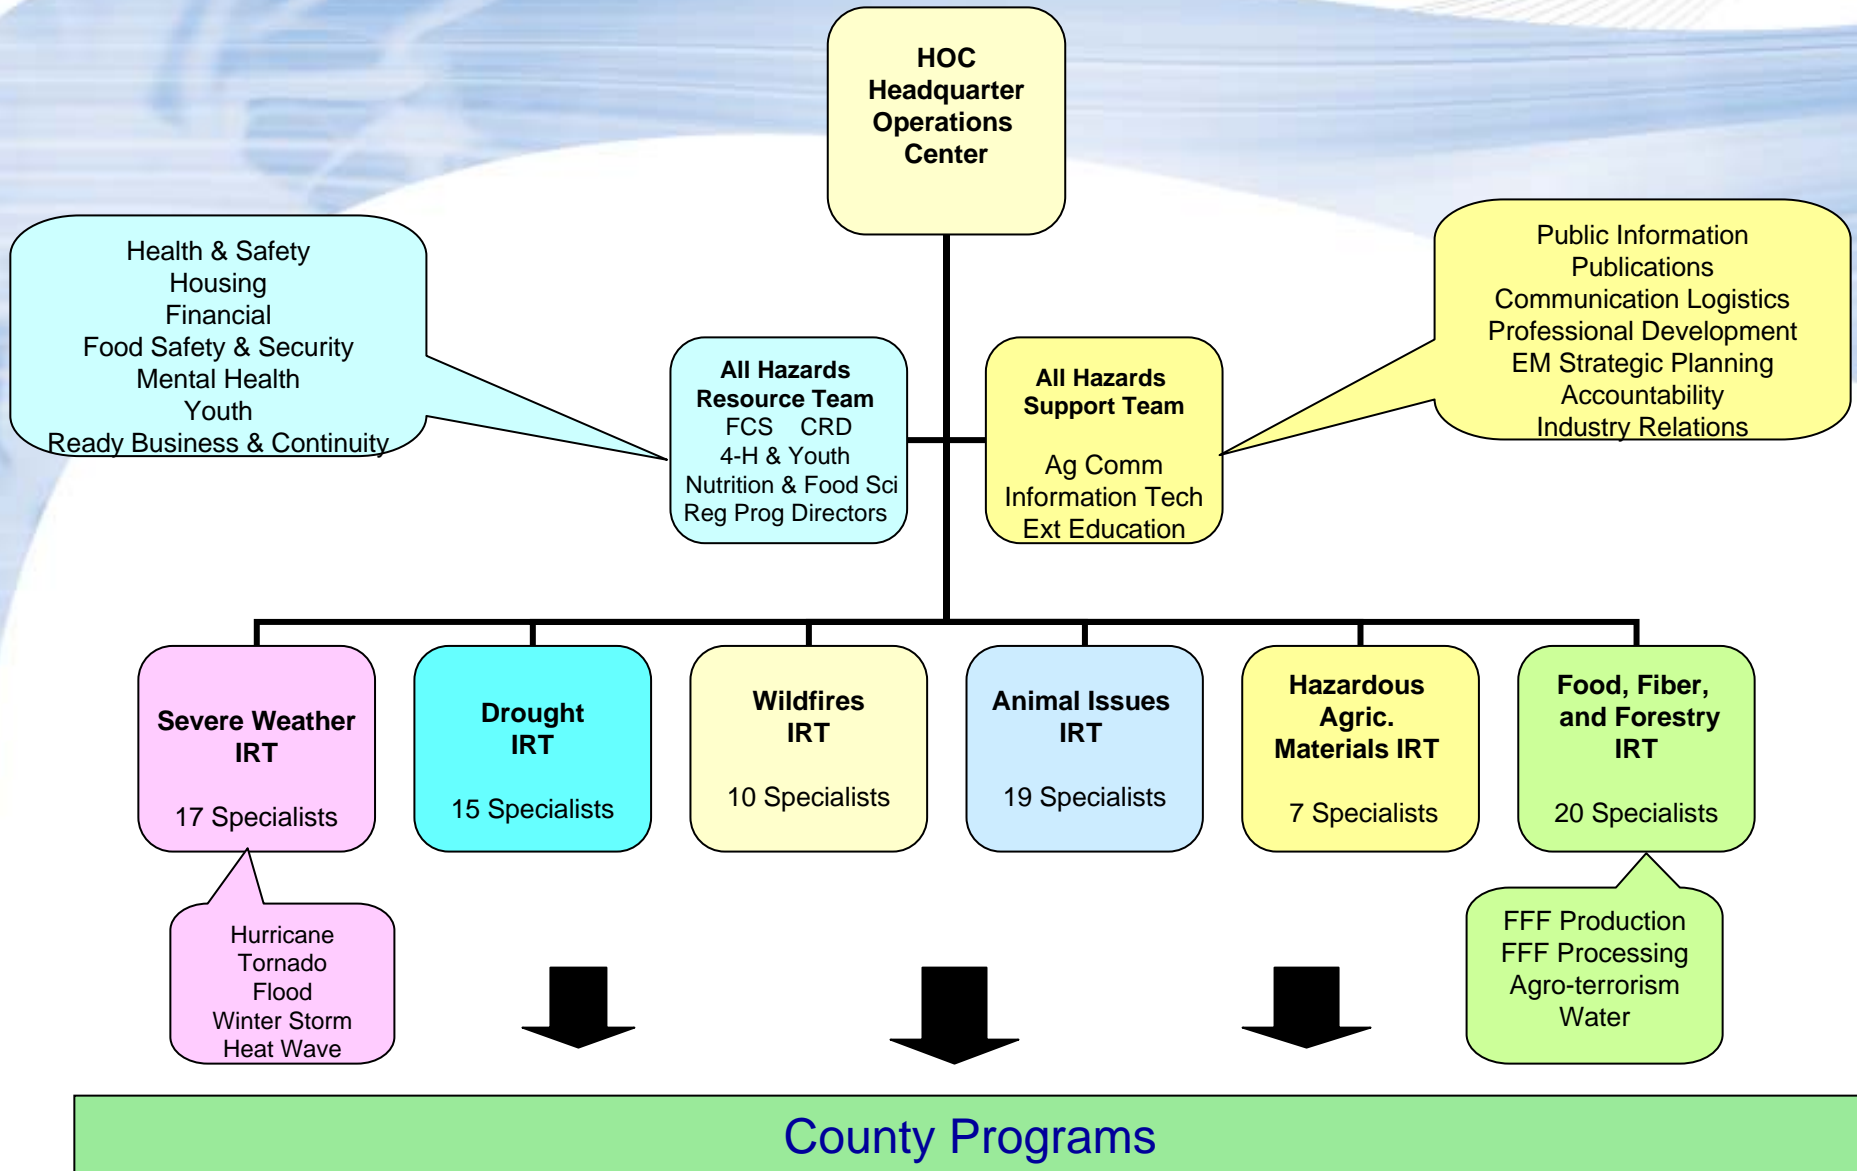 HOC
Headquarter
Operations
Center
Health & Safety
Housing
Financial
Food Safety & Security
Mental Health
Youth
Ready Business & Continuity
Public Information
Publications
Communication Logistics
Professional Development
EM Strategic Planning
Accountability
Industry Relations
All Hazards
Resource Team
FCS CRD
4-H & Youth
Nutrition & Food Sci
Reg Prog Directors
All Hazards
Support Team
Ag Comm
Information Tech
Ext Education
Severe Weather
IRT
17 Specialists
Drought
IRT
15 Specialists
Wildfires
IRT
10 Specialists
Animal Issues
IRT
19 Specialists
Hazardous
Agric.
Materials IRT
7 Specialists
Food, Fiber,
and Forestry
IRT
20 Specialists
Hurricane
Tornado
Flood
Winter Storm
Heat Wave
FFF Production
FFF Processing
Agro-terrorism
Water
County Programs